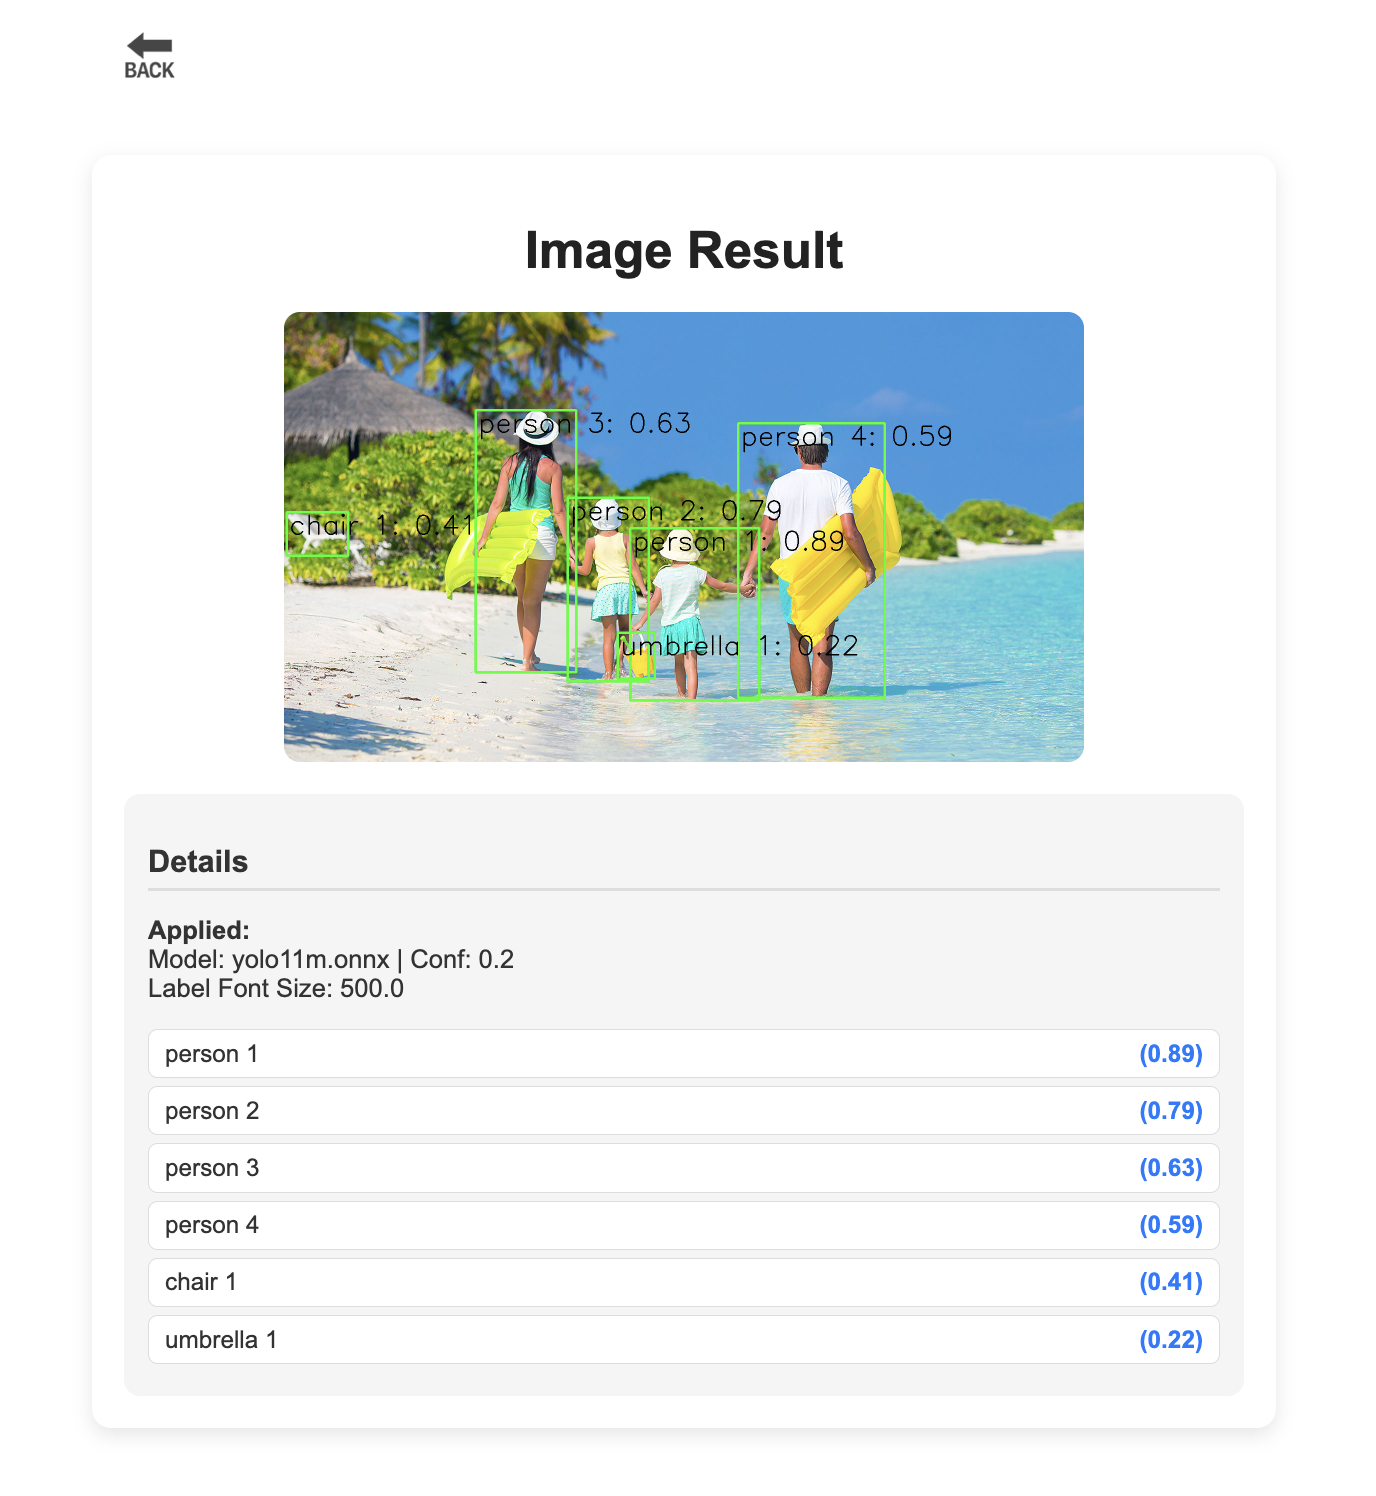 BACK
Image Result
person 3: 0.63
person 4: 0.59
person 2: 0.79
chair 1: 0.41
person 1: 0.89
umbrella 1: 0.22
Details
Applied:
Model: yolo11m.onnx | Conf: 0.2
Label Font Size: 500.0
person 1 (0.89)
person 2 (0.79)
person 3 (0.63)
person 4 (0.59)
chair 1 (0.41)
umbrella 1 (0.22)